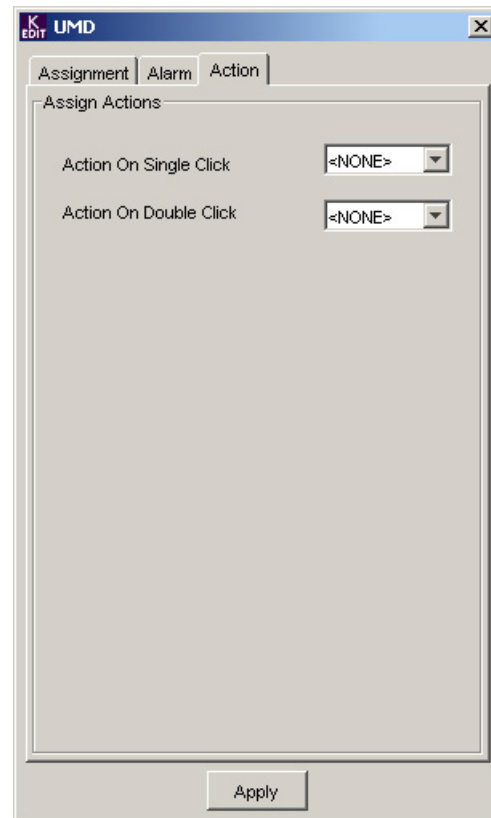 K EDIT UMD
Assignment Alarm Action
Assign Actions
Action On Single Click <NONE>
Action On Double Click <NONE>
Apply